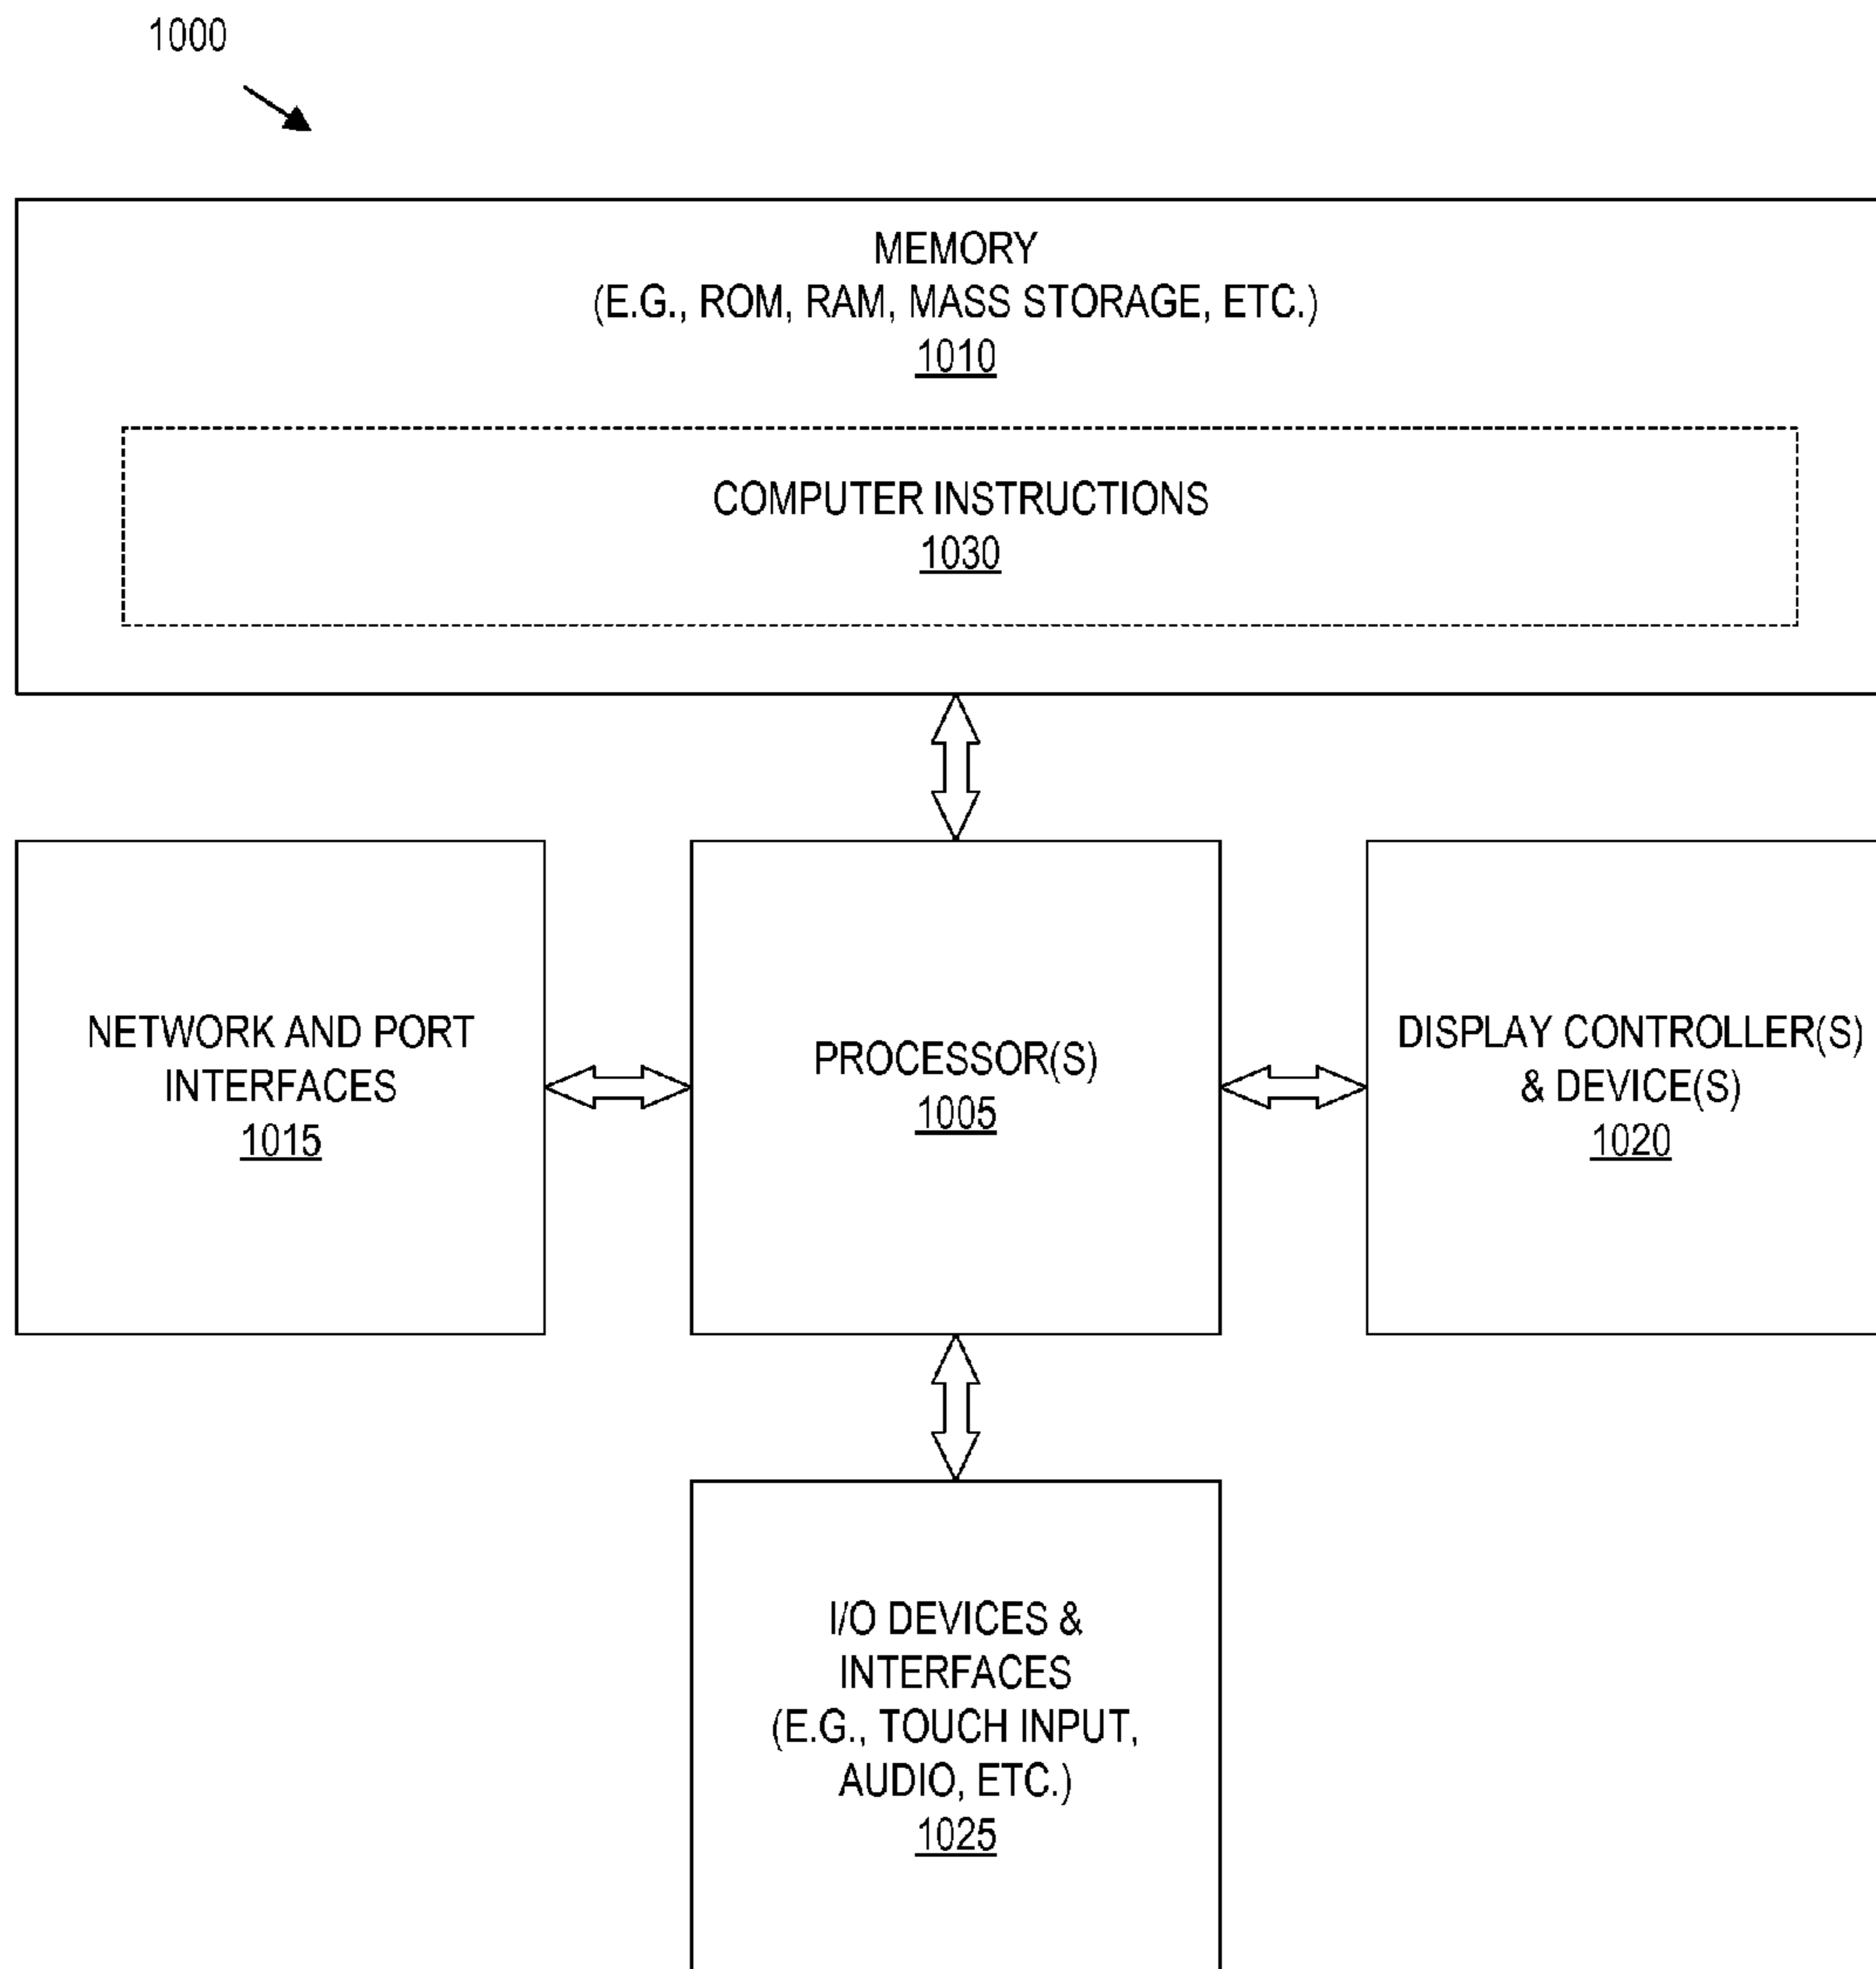 1000
MEMORY
(E.G., ROM, RAM, MASS STORAGE, ETC.)
1010
COMPUTER INSTRUCTIONS
1030
NETWORK AND PORT
INTERFACES
1015
PROCESSOR(S)
1005
DISPLAY CONTROLLER(S)
& DEVICE(S)
1020
I/O DEVICES &
INTERFACES
(E.G., TOUCH INPUT,
AUDIO, ETC.)
1025